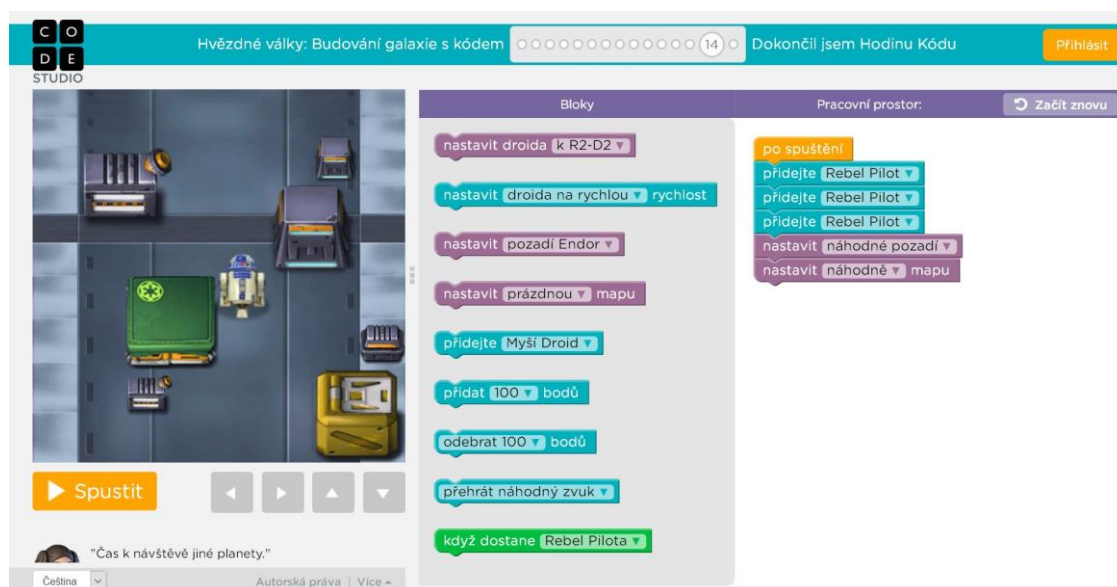 CODE
STUDIO
Hvězdné války: Budování galaxie s kódem
14
Dokončil jsem Hodinu Kódu
Přihlásit
Bloky
Pracovní prostor:
Začít znovu
nastavit droida k R2-D2
nastavit droida na rychlou rychlost
nastavit pozadí Endor
nastavit prázdnou mapu
přidejte Myší Droid
přidat 100 bodů
odebrat 100 bodů
přehrát náhodný zvuk
když dostane Rebel Pilota
po spuštění
přidejte Rebel Pilot
přidejte Rebel Pilot
přidejte Rebel Pilot
nastavit náhodné pozadí
nastavit náhodně mapu
Spustit
"Čas k návštěvě jiné planety."
Čeština
Autorská práva | Více